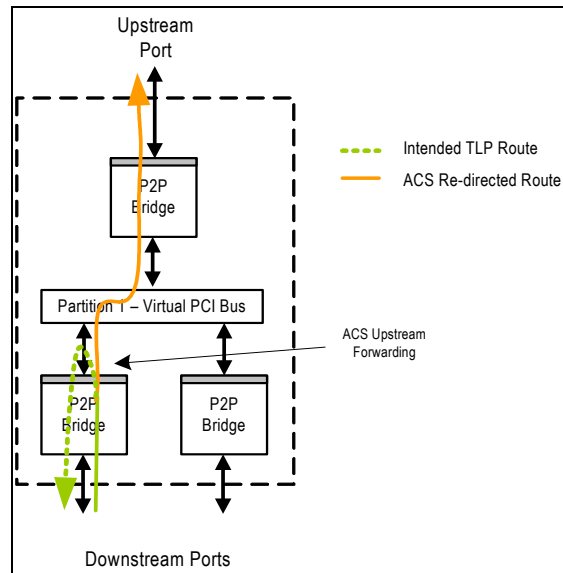 Upstream
Port
Intended TLP Route
ACS Re-directed Route
P2P
Bridge
Partition 1 – Virtual PCI Bus
ACS Upstream
Forwarding
P2P
Bridge
P2P
Bridge
Downstream Ports